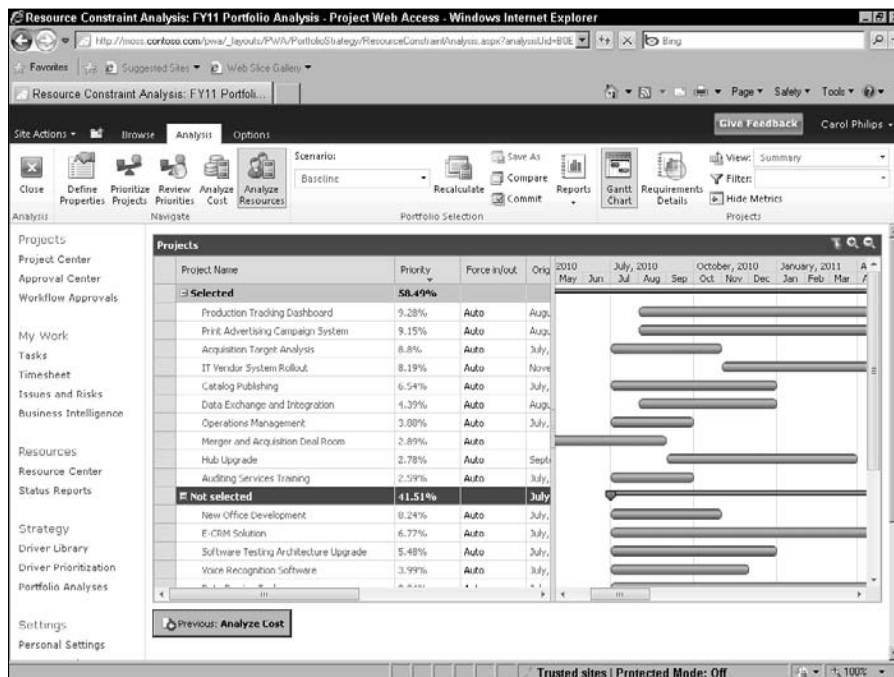 Resource Constraint Analysis: FY11 Portfolio Analysis - Project Web Access - Windows Internet Explorer
http://moss.contoso.com/pwa/_layouts/PWA/PortfolioStrategy/ResourceConstraintAnalysis.aspx?analysisUid=B0E
Bing
Favorites Suggested Sites Web Slice Gallery
Resource Constraint Analysis: FY11 Portfoli... Page Safety Tools
Give Feedback Carol Philips
Site Actions Browse Analysis Options
Close Define Properties Prioritize Projects Review Priorities Analyze Cost Analyze Resources
Scenario:
Baseline
Recalculate
Save As
Compare
Commit
Reports Gantt Chart Requirements Details
View: Summary
Filter:
Hide Metrics
Analysis Navigate Portfolio Selection Projects
Projects
Project Center
Approval Center
Workflow Approvals
My Work
Tasks
Timesheet
Issues and Risks
Business Intelligence
Resources
Resource Center
Status Reports
Strategy
Driver Library
Driver Prioritization
Portfolio Analyses
Settings
Personal Settings
Projects
Project Name Priority Force in/out Orig
2010 July, 2010 October, 2010 January, 2011 A
May Jun Jul Aug Sep Oct Nov Dec Jan Feb Mar
Selected 58.49%
Production Tracking Dashboard 9.28% Auto Augu
Print Advertising Campaign System 9.15% Auto Augu
Acquisition Target Analysis 8.8% Auto July,
IT Vendor System Rollout 8.19% Auto Nove
Catalog Publishing 6.54% Auto July,
Data Exchange and Integration 4.39% Auto Augu
Operations Management 3.88% Auto July,
Merger and Acquisition Deal Room 2.89% Auto
Hub Upgrade 2.78% Auto Septe
Auditing Services Training 2.59% Auto July,
Not selected 41.51% July
New Office Development 8.24% Auto July,
E-CRM Solution 6.77% Auto July,
Software Testing Architecture Upgrade 5.48% Auto July,
Voice Recognition Software 3.99% Auto July,
Previous: Analyze Cost
Trusted sites | Protected Mode: Off 100%